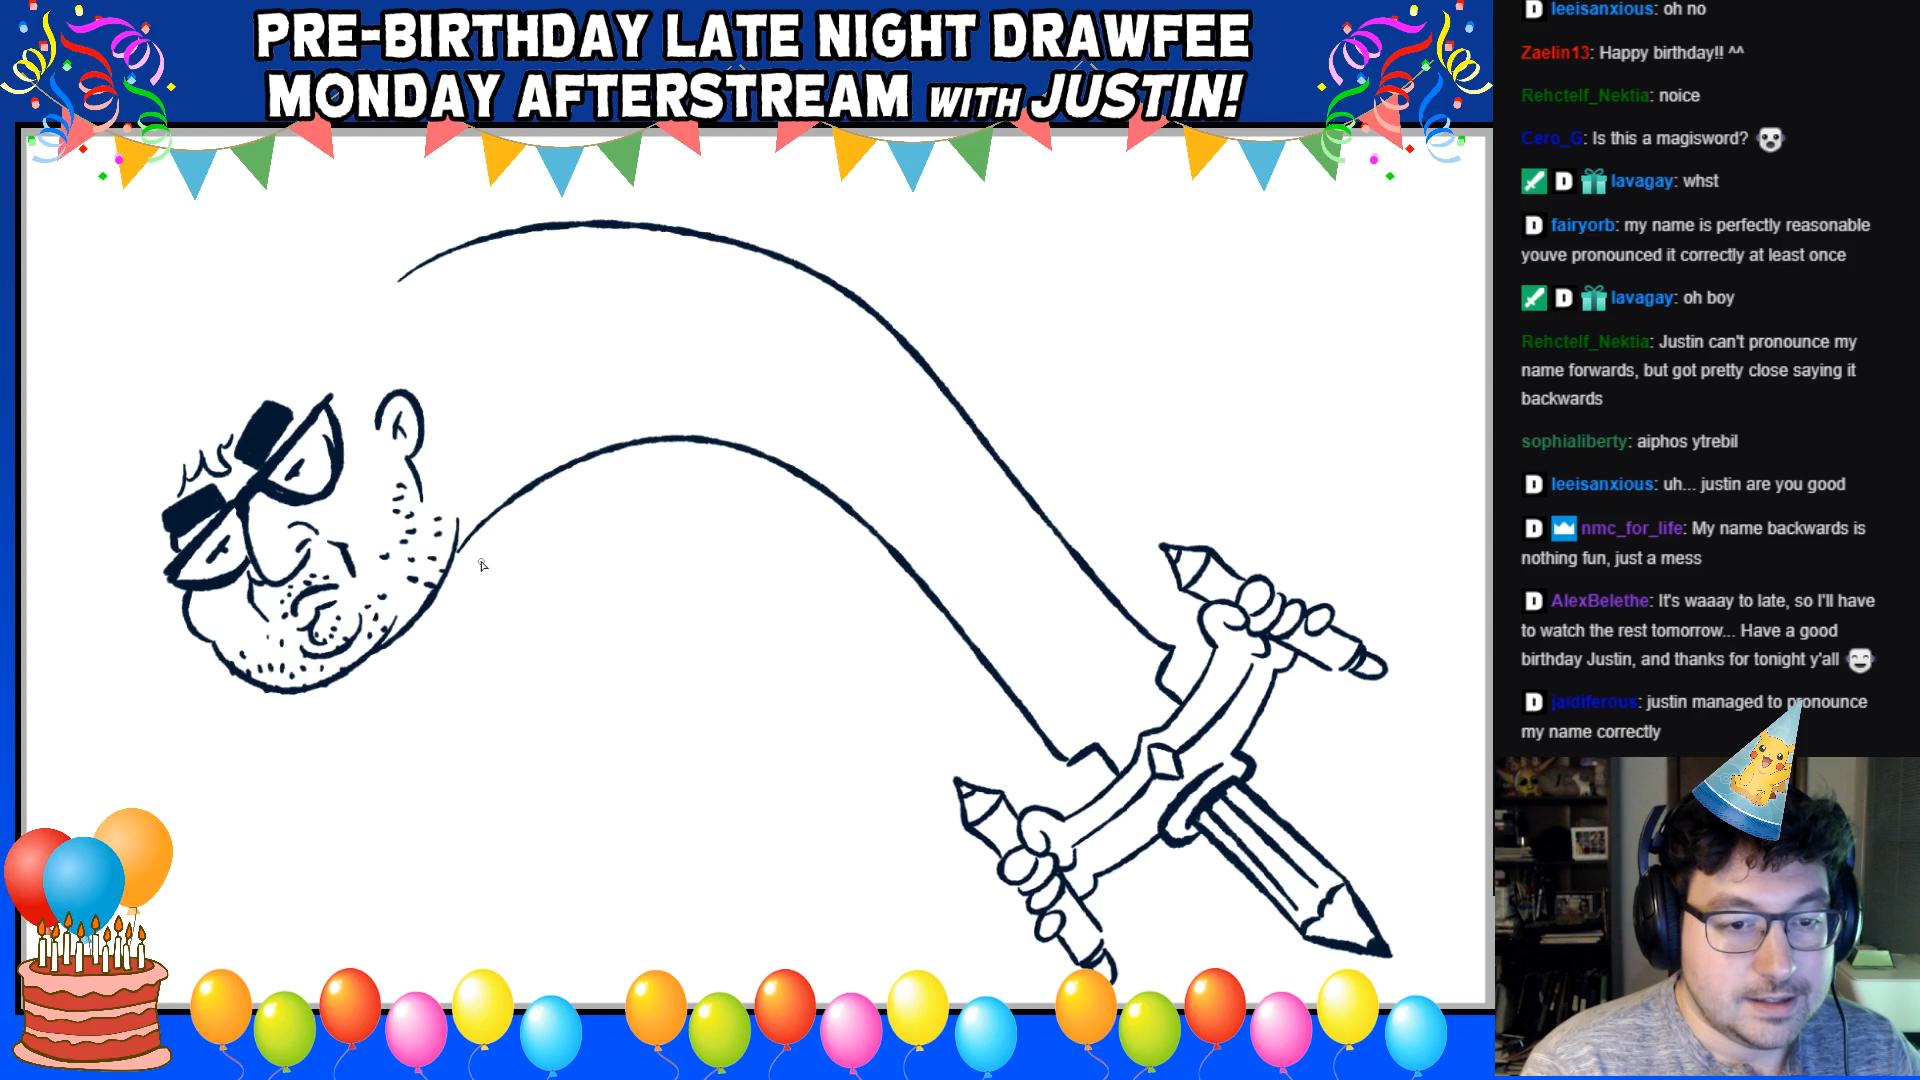 PRE-BIRTHDAY LATE NIGHT DRAWFEE
MONDAY AFTERSTREAM WITH JUSTIN!
leeisanxious: oh no
Zaelin13: Happy birthday!! ^^
Rehctelf_Nektia: noice
Cero_G: Is this a magisword?
lavagay: whst
fairyorb: my name is perfectly reasonable
youve pronounced it correctly at least once
lavagay: oh boy
Rehctelf_Nektia: Justin can't pronounce my
name forwards, but got pretty close saying it
backwards
sophialiberty: aiphos ytrebil
leeisanxious: uh... justin are you good
nmc_for_life: My name backwards is
nothing fun, just a mess
AlexBelethe: It's waaay to late, so I'll have
to watch the rest tomorrow... Have a good
birthday Justin, and thanks for tonight y'all
jaidiferous: justin managed to pronounce
my name correctly